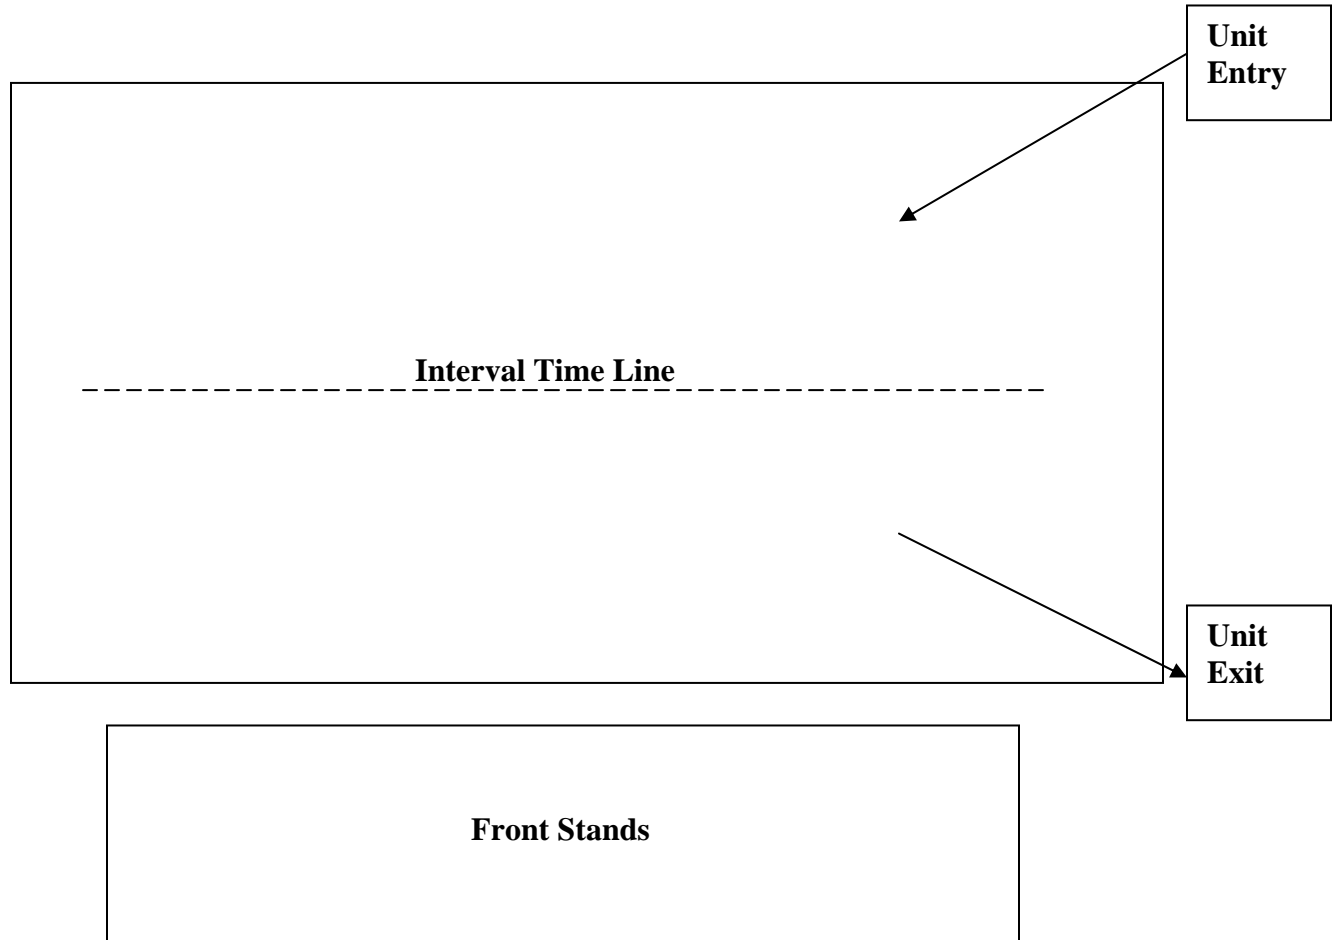 Unit
Entry
Interval Time Line
Unit
Exit
Front Stands